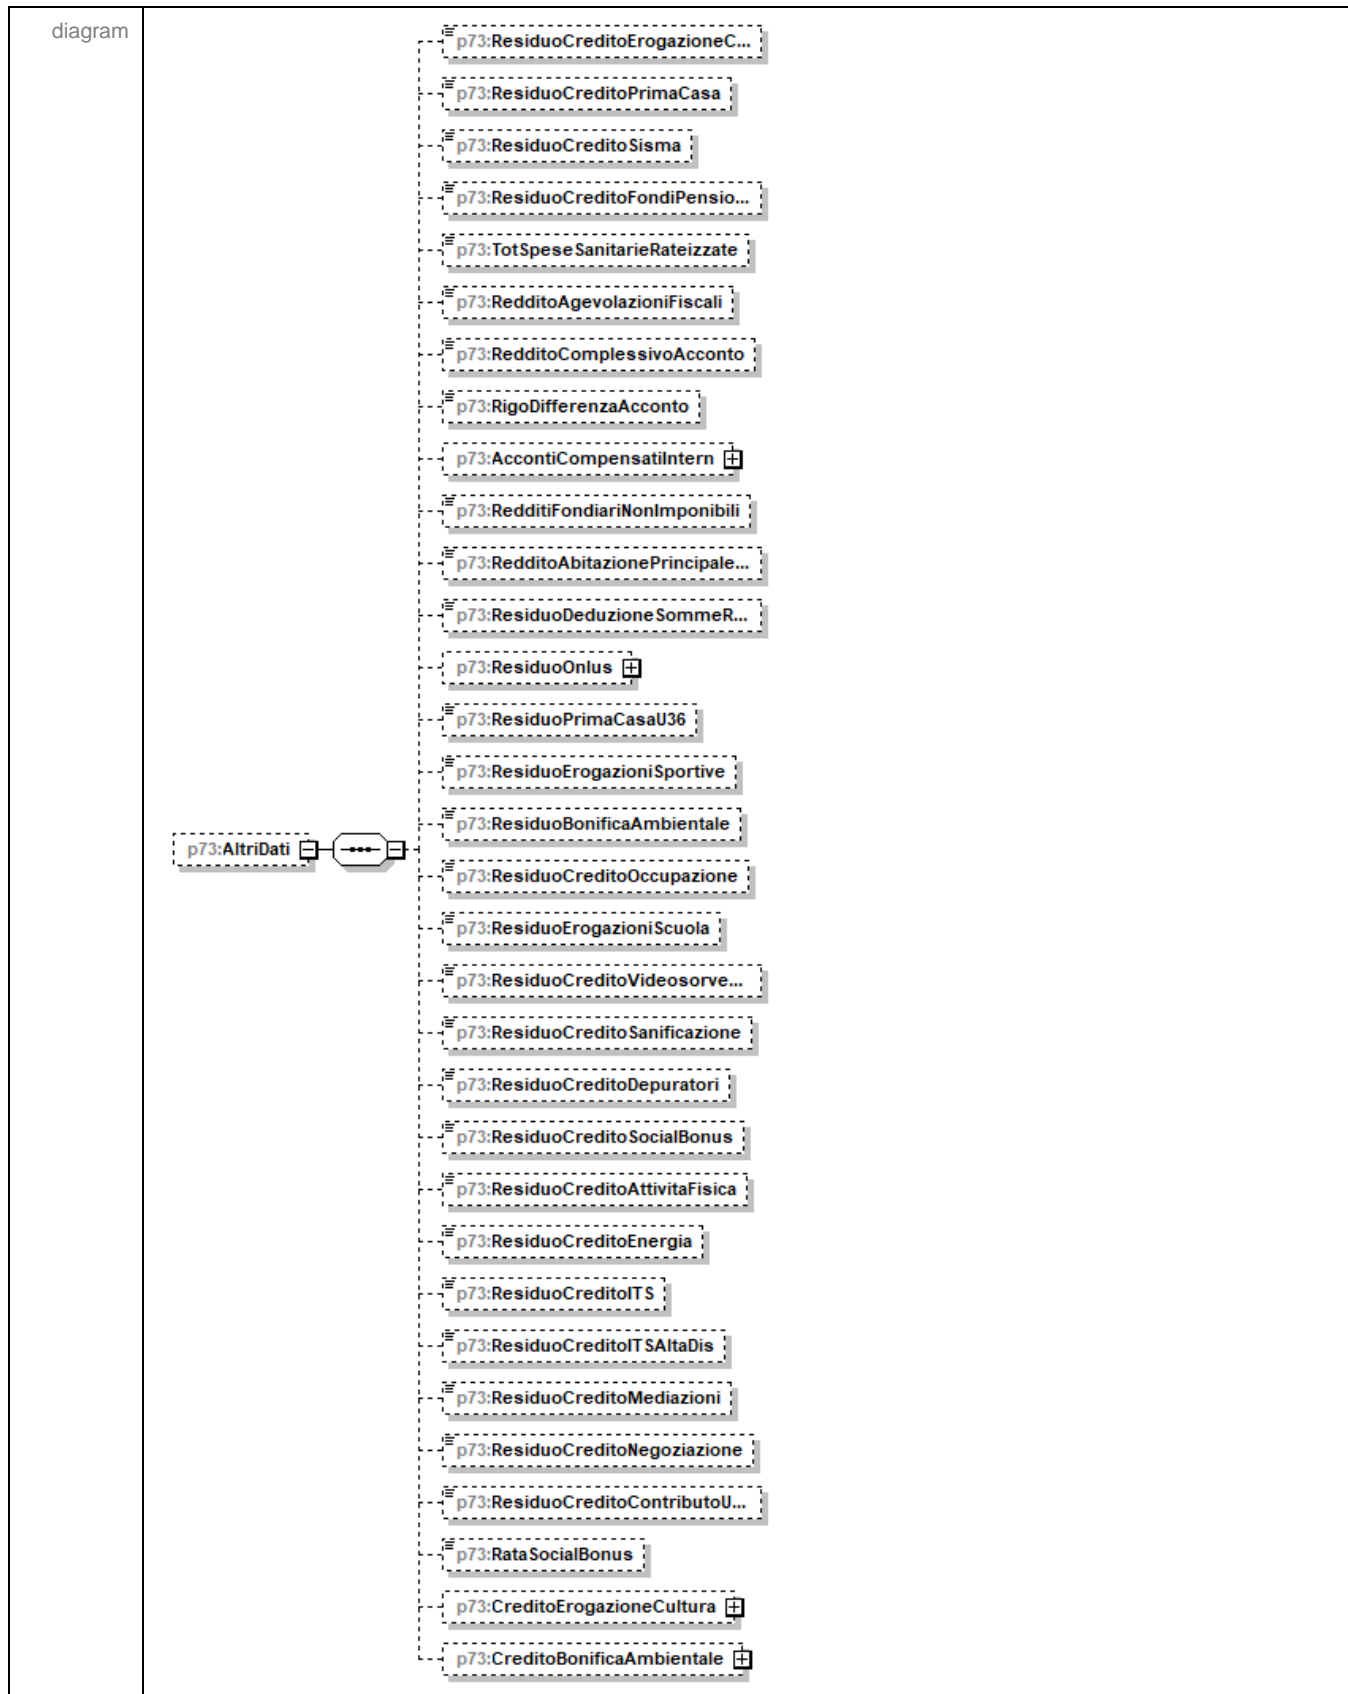 diagram
p73:ResiduoCreditoErogazioneC...
p73:ResiduoCreditoPrimaCasa
p73:ResiduoCreditoSisma
p73:ResiduoCreditoFondiPensio...
p73:TotSpeseSanitarieRateizzate
p73:RedditoAgevolazioniFiscali
p73:RedditoComplessivoAcconto
p73:RigoDifferenzaAcconto
p73:AccontiCompensatiIntern
p73:RedditiFondiariNonImponibili
p73:RedditoAbitazionePrincipale...
p73:ResiduoDeduzioneSommeR...
p73:ResiduoOnlus
p73:ResiduoPrimaCasaU36
p73:ResiduoErogazioniSportive
p73:ResiduoBonificaAmbientale
p73:AltriDati
p73:ResiduoCreditoOccupazione
p73:ResiduoErogazioniScuola
p73:ResiduoCreditoVideosorve...
p73:ResiduoCreditoSanificazione
p73:ResiduoCreditoDepuratori
p73:ResiduoCreditoSocialBonus
p73:ResiduoCreditoAttivitaFisica
p73:ResiduoCreditoEnergia
p73:ResiduoCreditoITS
p73:ResiduoCreditoITSAltaDis
p73:ResiduoCreditoMediazioni
p73:ResiduoCreditoNegoziazione
p73:ResiduoCreditoContributoU...
p73:RataSocialBonus
p73:CreditoErogazioneCultura
p73:CreditoBonificaAmbientale